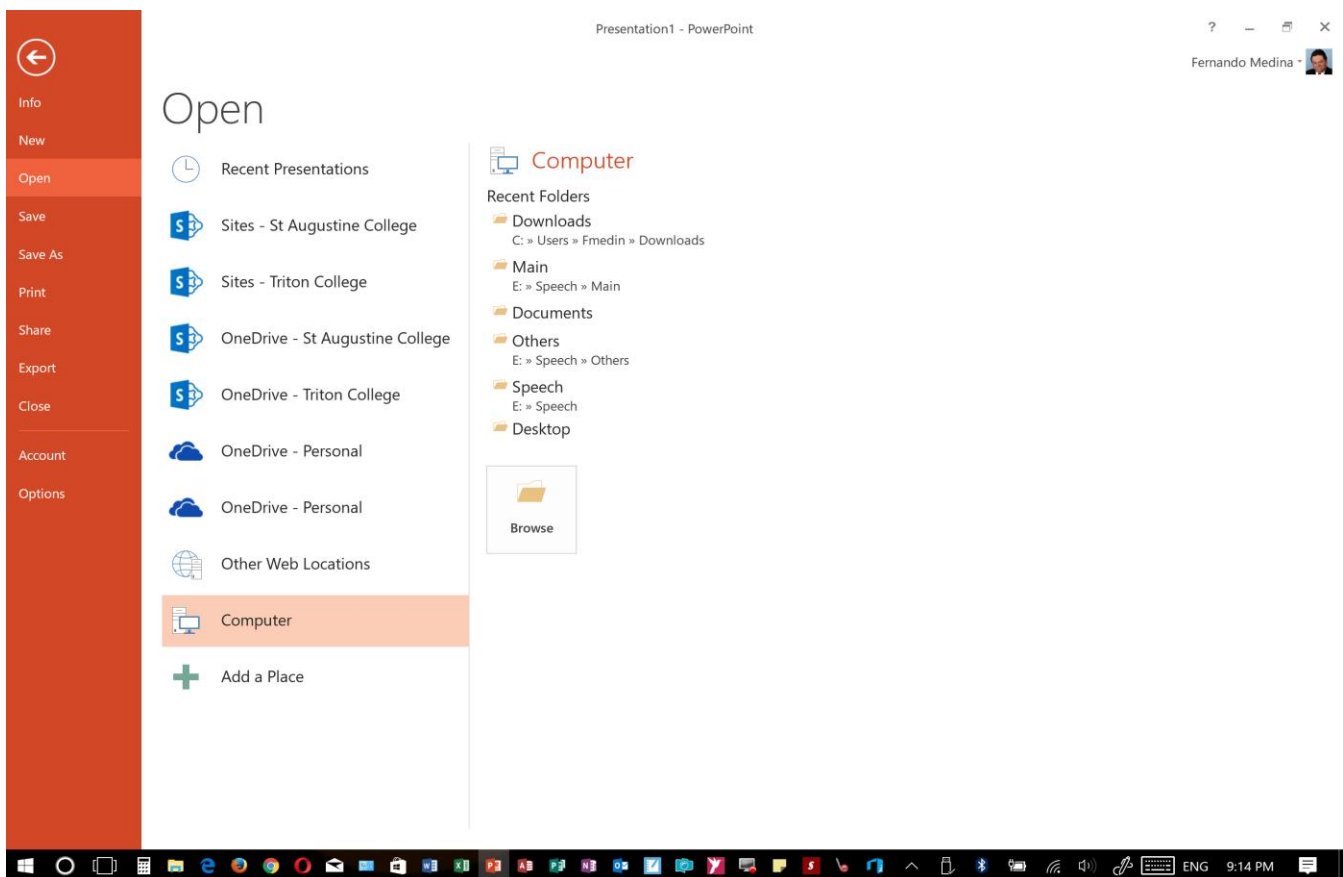 Presentation1 - PowerPoint
?
Fernando Medina
Info
New
Open
Save
Save As
Print
Share
Export
Close
Account
Options
Open
Recent Presentations
Sites - St Augustine College
Sites - Triton College
OneDrive - St Augustine College
OneDrive - Triton College
OneDrive - Personal
OneDrive - Personal
Other Web Locations
Computer
Add a Place
Computer
Recent Folders
Downloads
C: » Users » Fmedin » Downloads
Main
E: » Speech » Main
Documents
Others
E: » Speech » Others
Speech
E: » Speech
Desktop
Browse
ENG 9:14 PM